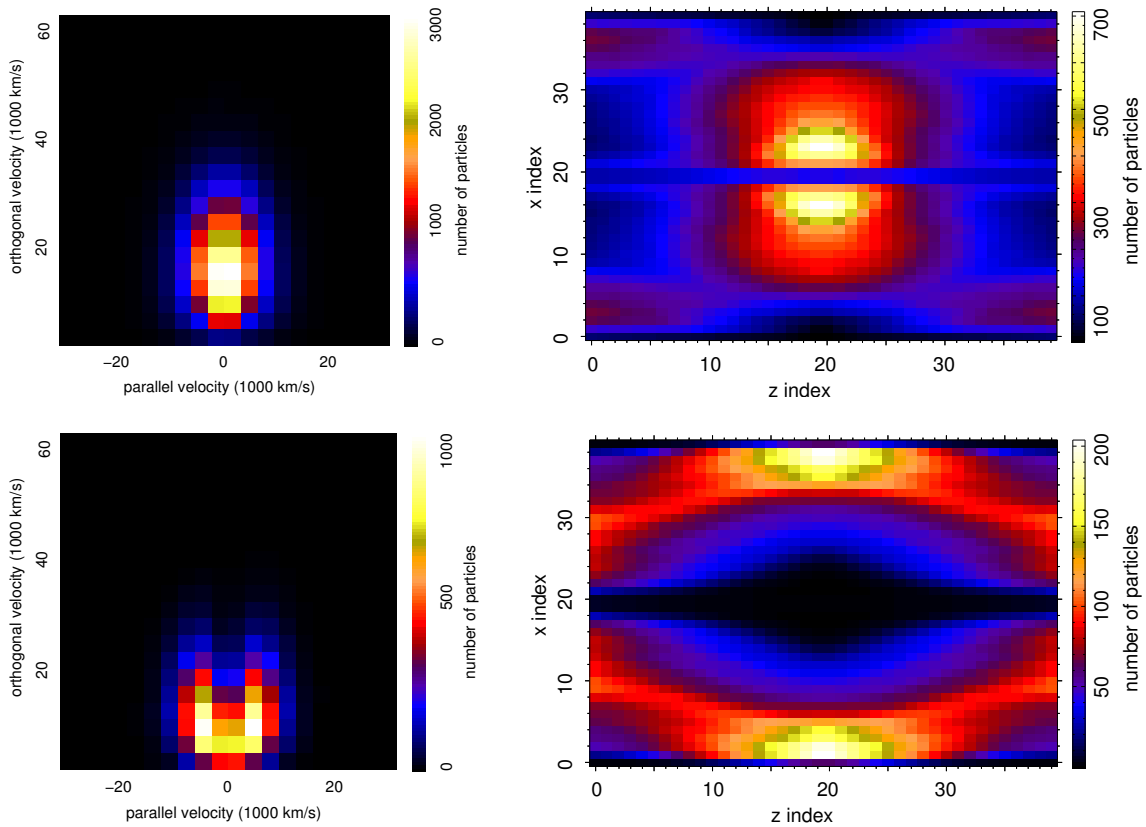 60
40
20
orthogonal velocity (1000 km/s)
−20 0 20
parallel velocity (1000 km/s)
3000
2000
1000
0
number of particles
30
20
10
0
x index
0 10 20 30
z index
700
500
300
100
number of particles
60
40
20
orthogonal velocity (1000 km/s)
−20 0 20
parallel velocity (1000 km/s)
1000
500
0
number of particles
30
20
10
0
x index
0 10 20 30
z index
200
150
100
50
number of particles